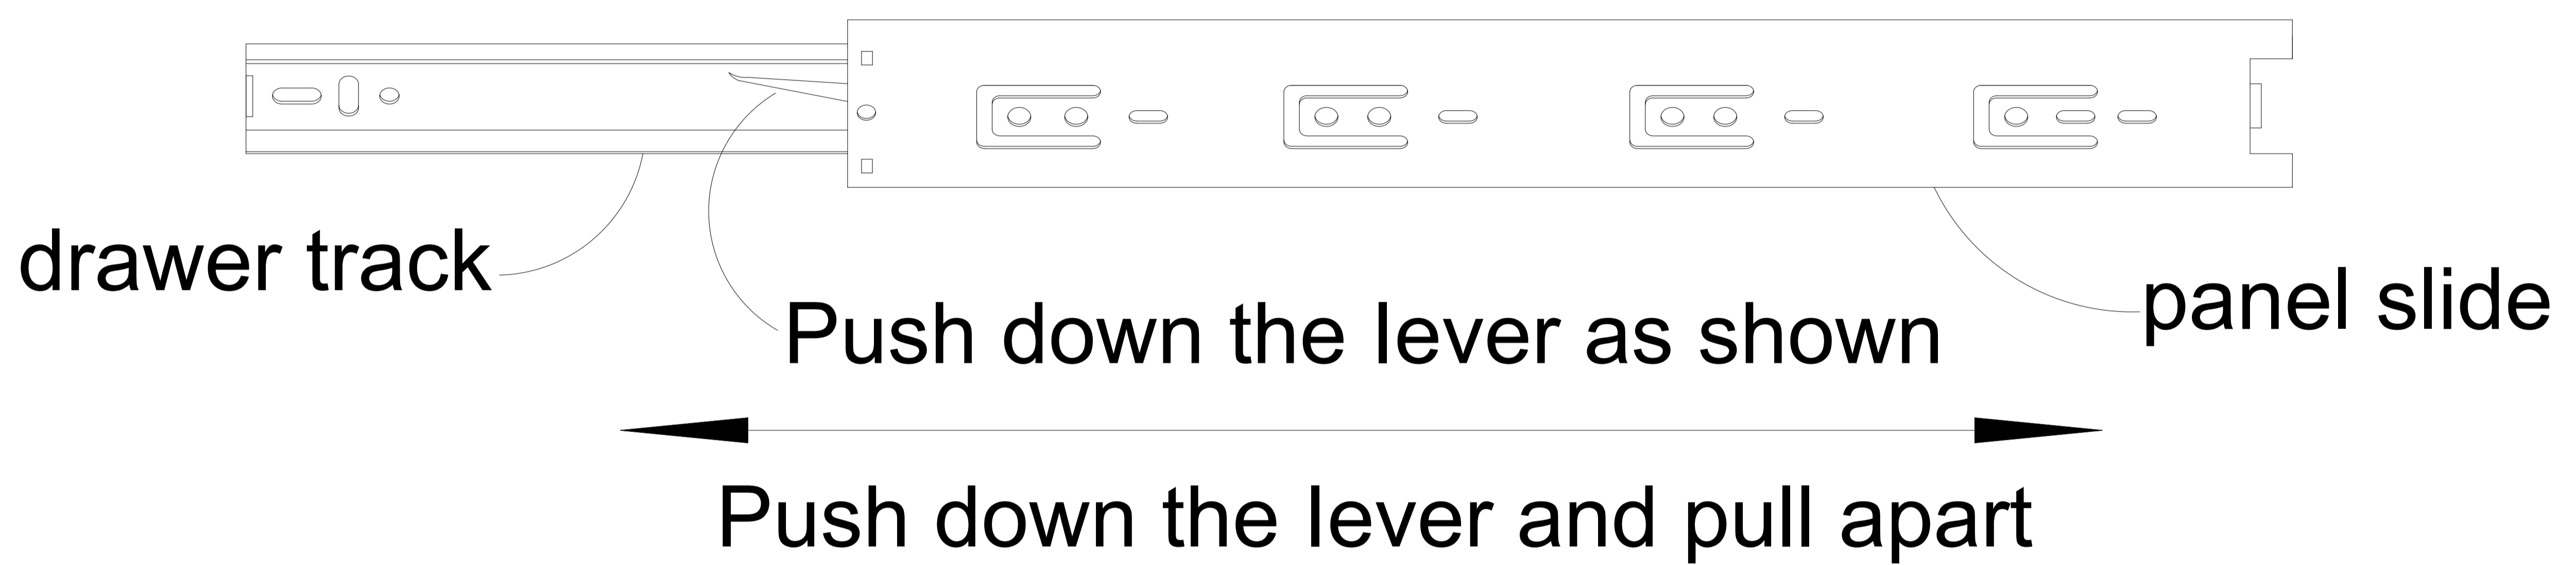 drawer track
panel slide
Push down the lever as shown
Push down the lever and pull apart